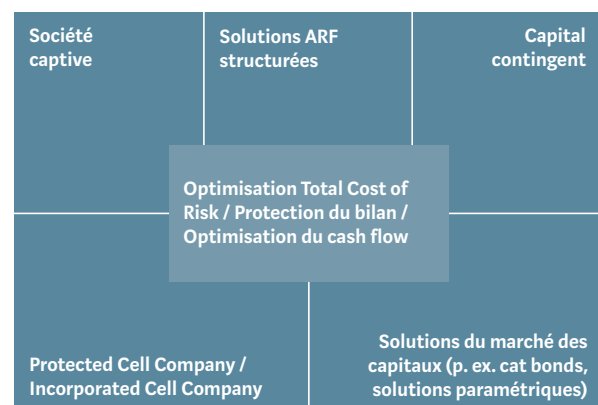 Société
captive
Solutions ARF
structurées
Capital
contingent
Optimisation Total Cost of
Risk / Protection du bilan /
Optimisation du cash flow
Protected Cell Company /
Incorporated Cell Company
Solutions du marché des
capitaux (p. ex. cat bonds,
solutions paramétriques)